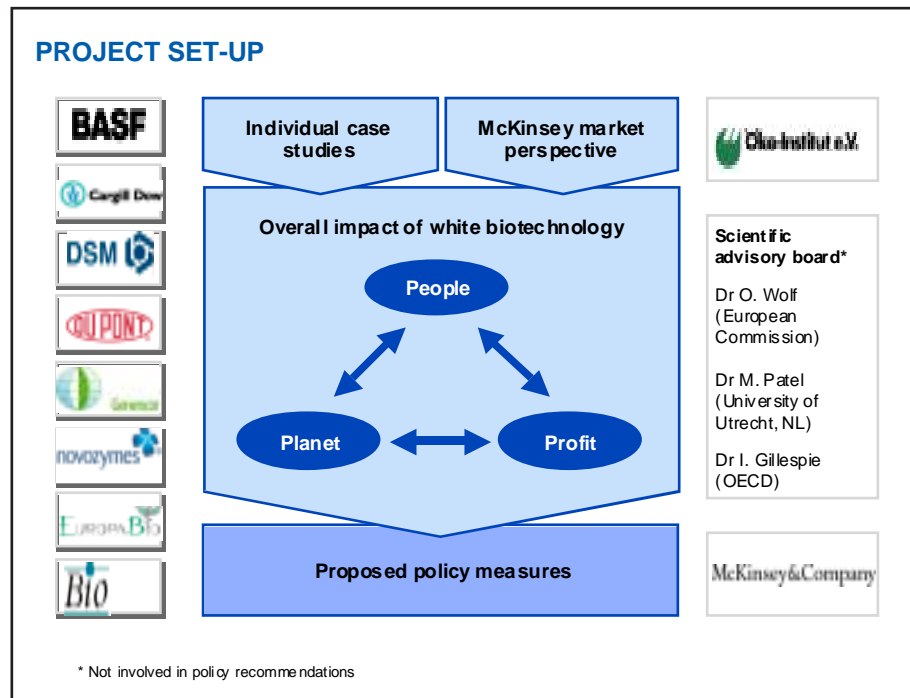 PROJECT SET-UP
BASF
Cargill Dow
DSM
DUPONT
Genencor
novozymes
EUROPABIO
Bio
Individual case
studies
McKinsey market
perspective
Overall impact of white biotechnology
People
Planet
Profit
Proposed policy measures
Öko-Institut e.V.
Scientific
advisory board*
Dr O. Wolf
(European
Commission)
Dr M. Patel
(University of
Utrecht, NL)
Dr I. Gillespie
(OECD)
McKinsey&Company
* Not involved in policy recommendations